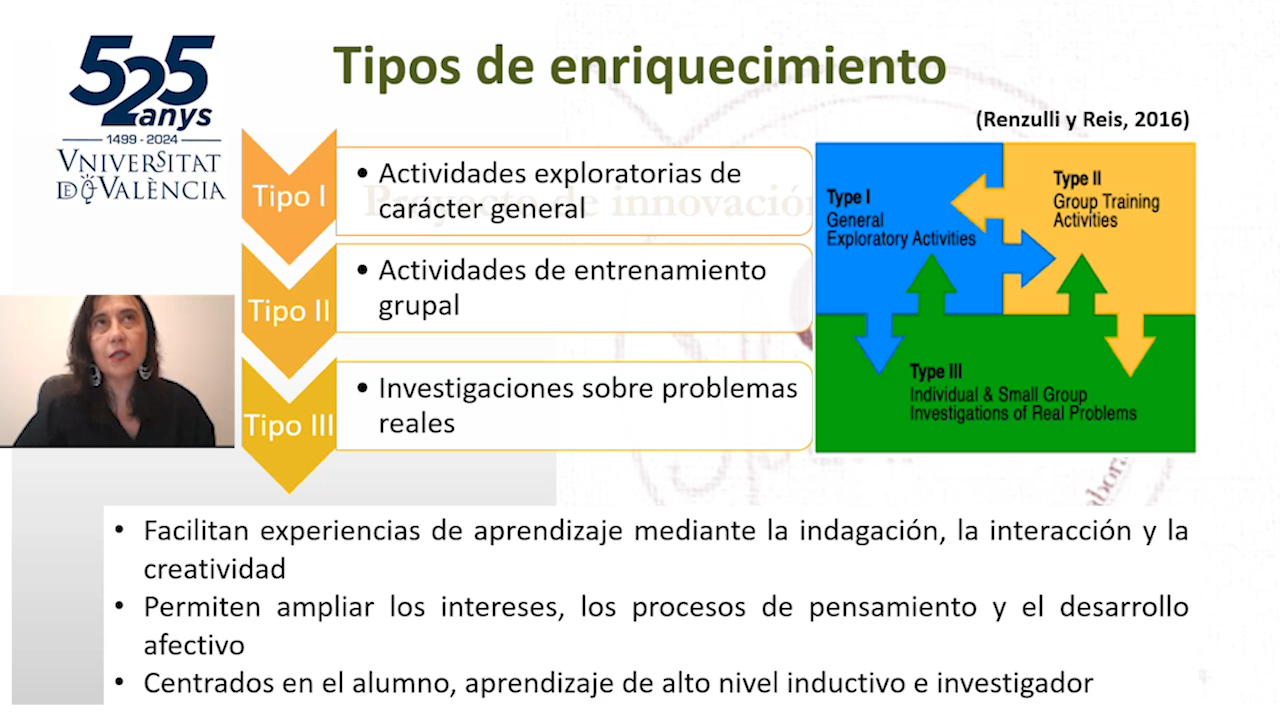 525
anys
1499 - 2024
VNIVERSITAT
DE VALÈNCIA
Tipos de enriquecimiento
(Renzulli y Reis, 2016)
Tipo I
• Actividades exploratorias de
carácter general
Proyecto de innovación
Tipo II
• Actividades de entrenamiento
grupal
Tipo III
• Investigaciones sobre problemas
reales
Type I
General
Exploratory Activities
Type II
Group Training
Activities
Type III
Individual & Small Group
Investigations of Real Problems
• Facilitan experiencias de aprendizaje mediante la indagación, la interacción y la
creatividad
• Permiten ampliar los intereses, los procesos de pensamiento y el desarrollo
afectivo
• Centrados en el alumno, aprendizaje de alto nivel inductivo e investigador